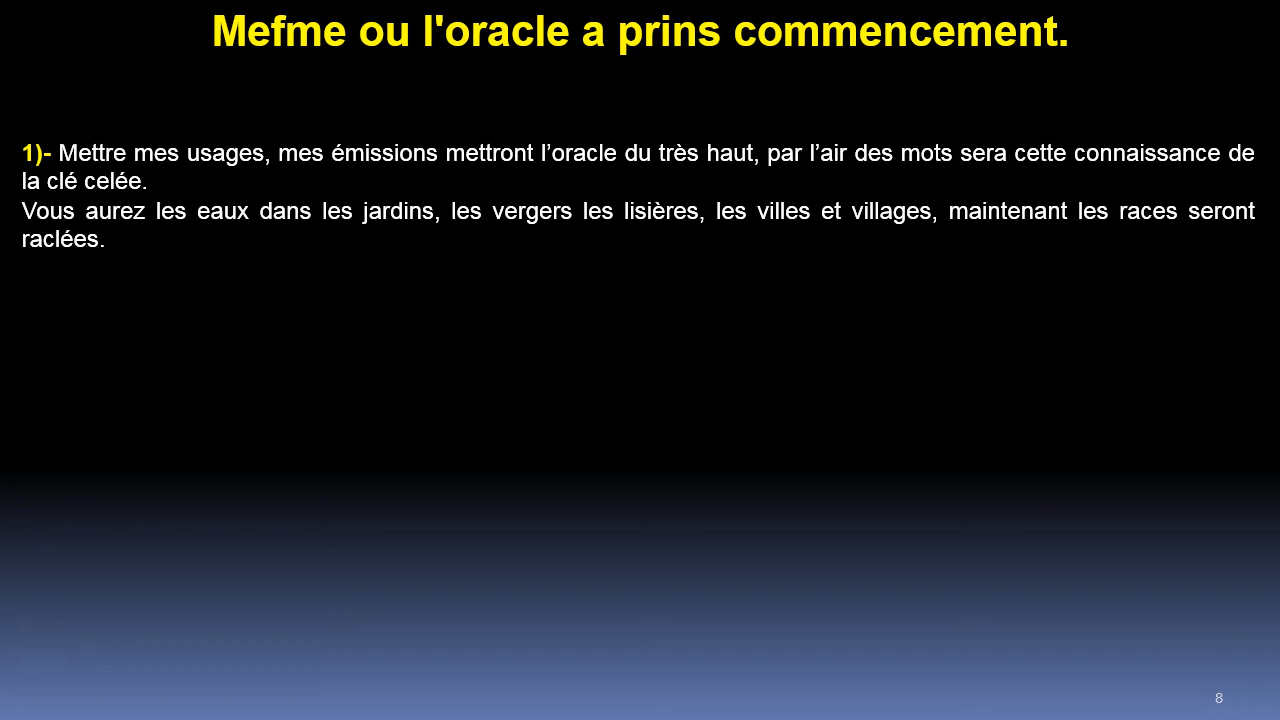 Mefme ou l'oracle a prins commencement.
1)- Mettre mes usages, mes émissions mettront l’oracle du très haut, par l’air des mots sera cette connaissance de
la clé celée.
Vous aurez les eaux dans les jardins, les vergers les lisières, les villes et villages, maintenant les races seront
raclées.
8